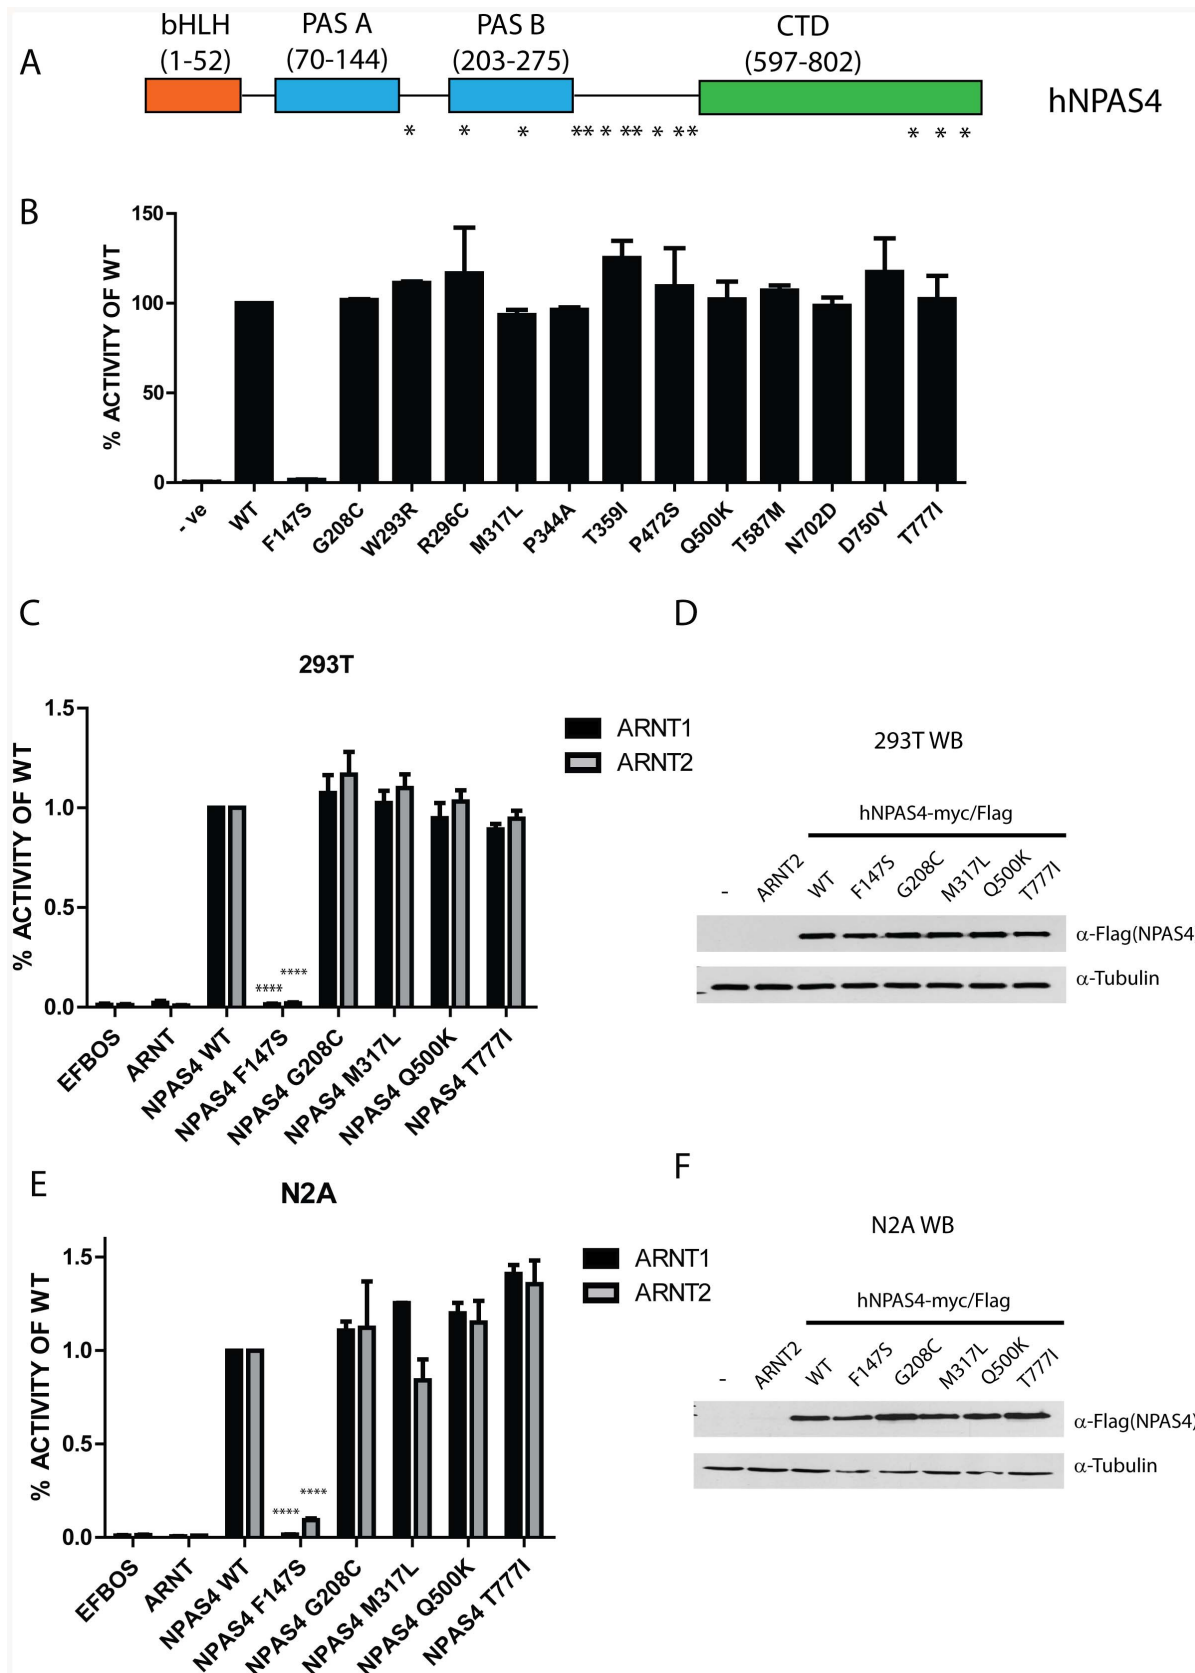 A
bHLH
(1-52)
PAS A
(70-144)
PAS B
(203-275)
CTD
(597-802)
hNPAS4
* * * ** * ** * ** * * *
B
% ACTIVITY OF WT
150
100
50
0
- ve
WT
F147S
G208C
W293R
R296C
M317L
P344A
T359I
P472S
Q500K
T587M
N702D
D750Y
T777I
C
293T
% ACTIVITY OF WT
1.5
1.0
0.5
0.0
**** ****
EFBOS
ARNT
NPAS4 WT
NPAS4 F147S
NPAS4 G208C
NPAS4 M317L
NPAS4 Q500K
NPAS4 T777I
ARNT1
ARNT2
D
293T WB
hNPAS4-myc/Flag
-
ARNT2
WT
F147S
G208C
M317L
Q500K
T777I
α-Flag(NPAS4
α-Tubulin
E
N2A
% ACTIVITY OF WT
1.5
1.0
0.5
0.0
**** ****
EFBOS
ARNT
NPAS4 WT
NPAS4 F147S
NPAS4 G208C
NPAS4 M317L
NPAS4 Q500K
NPAS4 T777I
ARNT1
ARNT2
F
N2A WB
hNPAS4-myc/Flag
-
ARNT2
WT
F147S
G208C
M317L
Q500K
T777I
α-Flag(NPAS4)
α-Tubulin